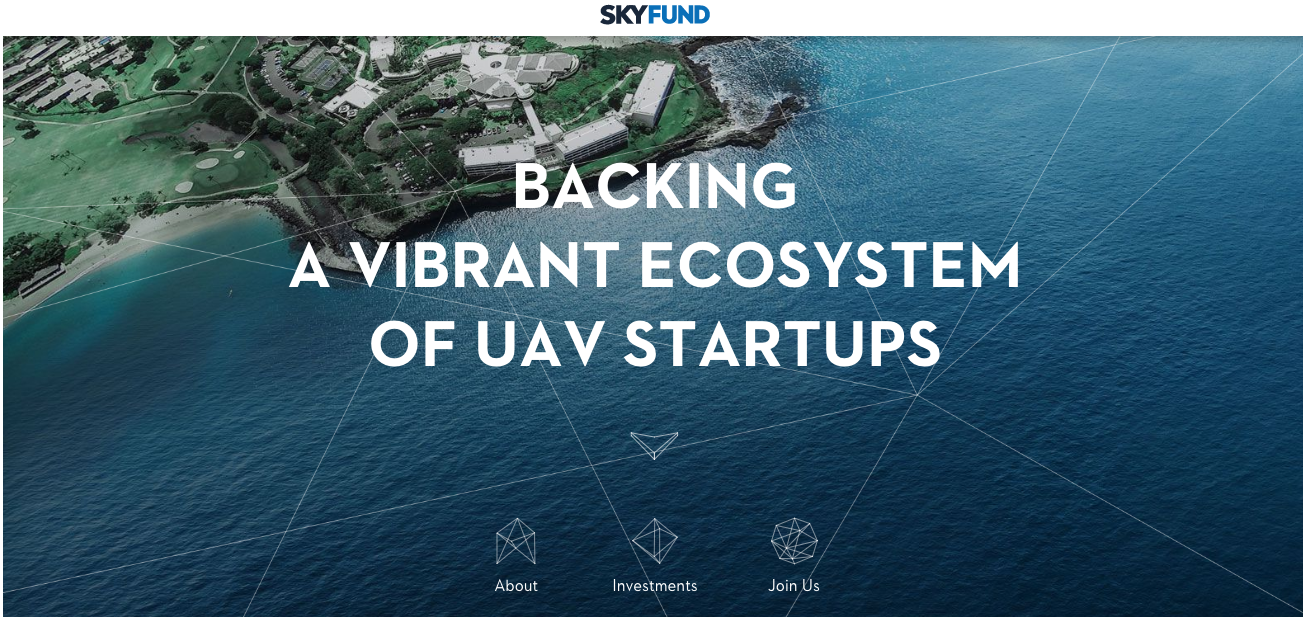 SKYFUND
BACKING
A VIBRANT ECOSYSTEM
OF UAV STARTUPS
About
Investments
Join Us